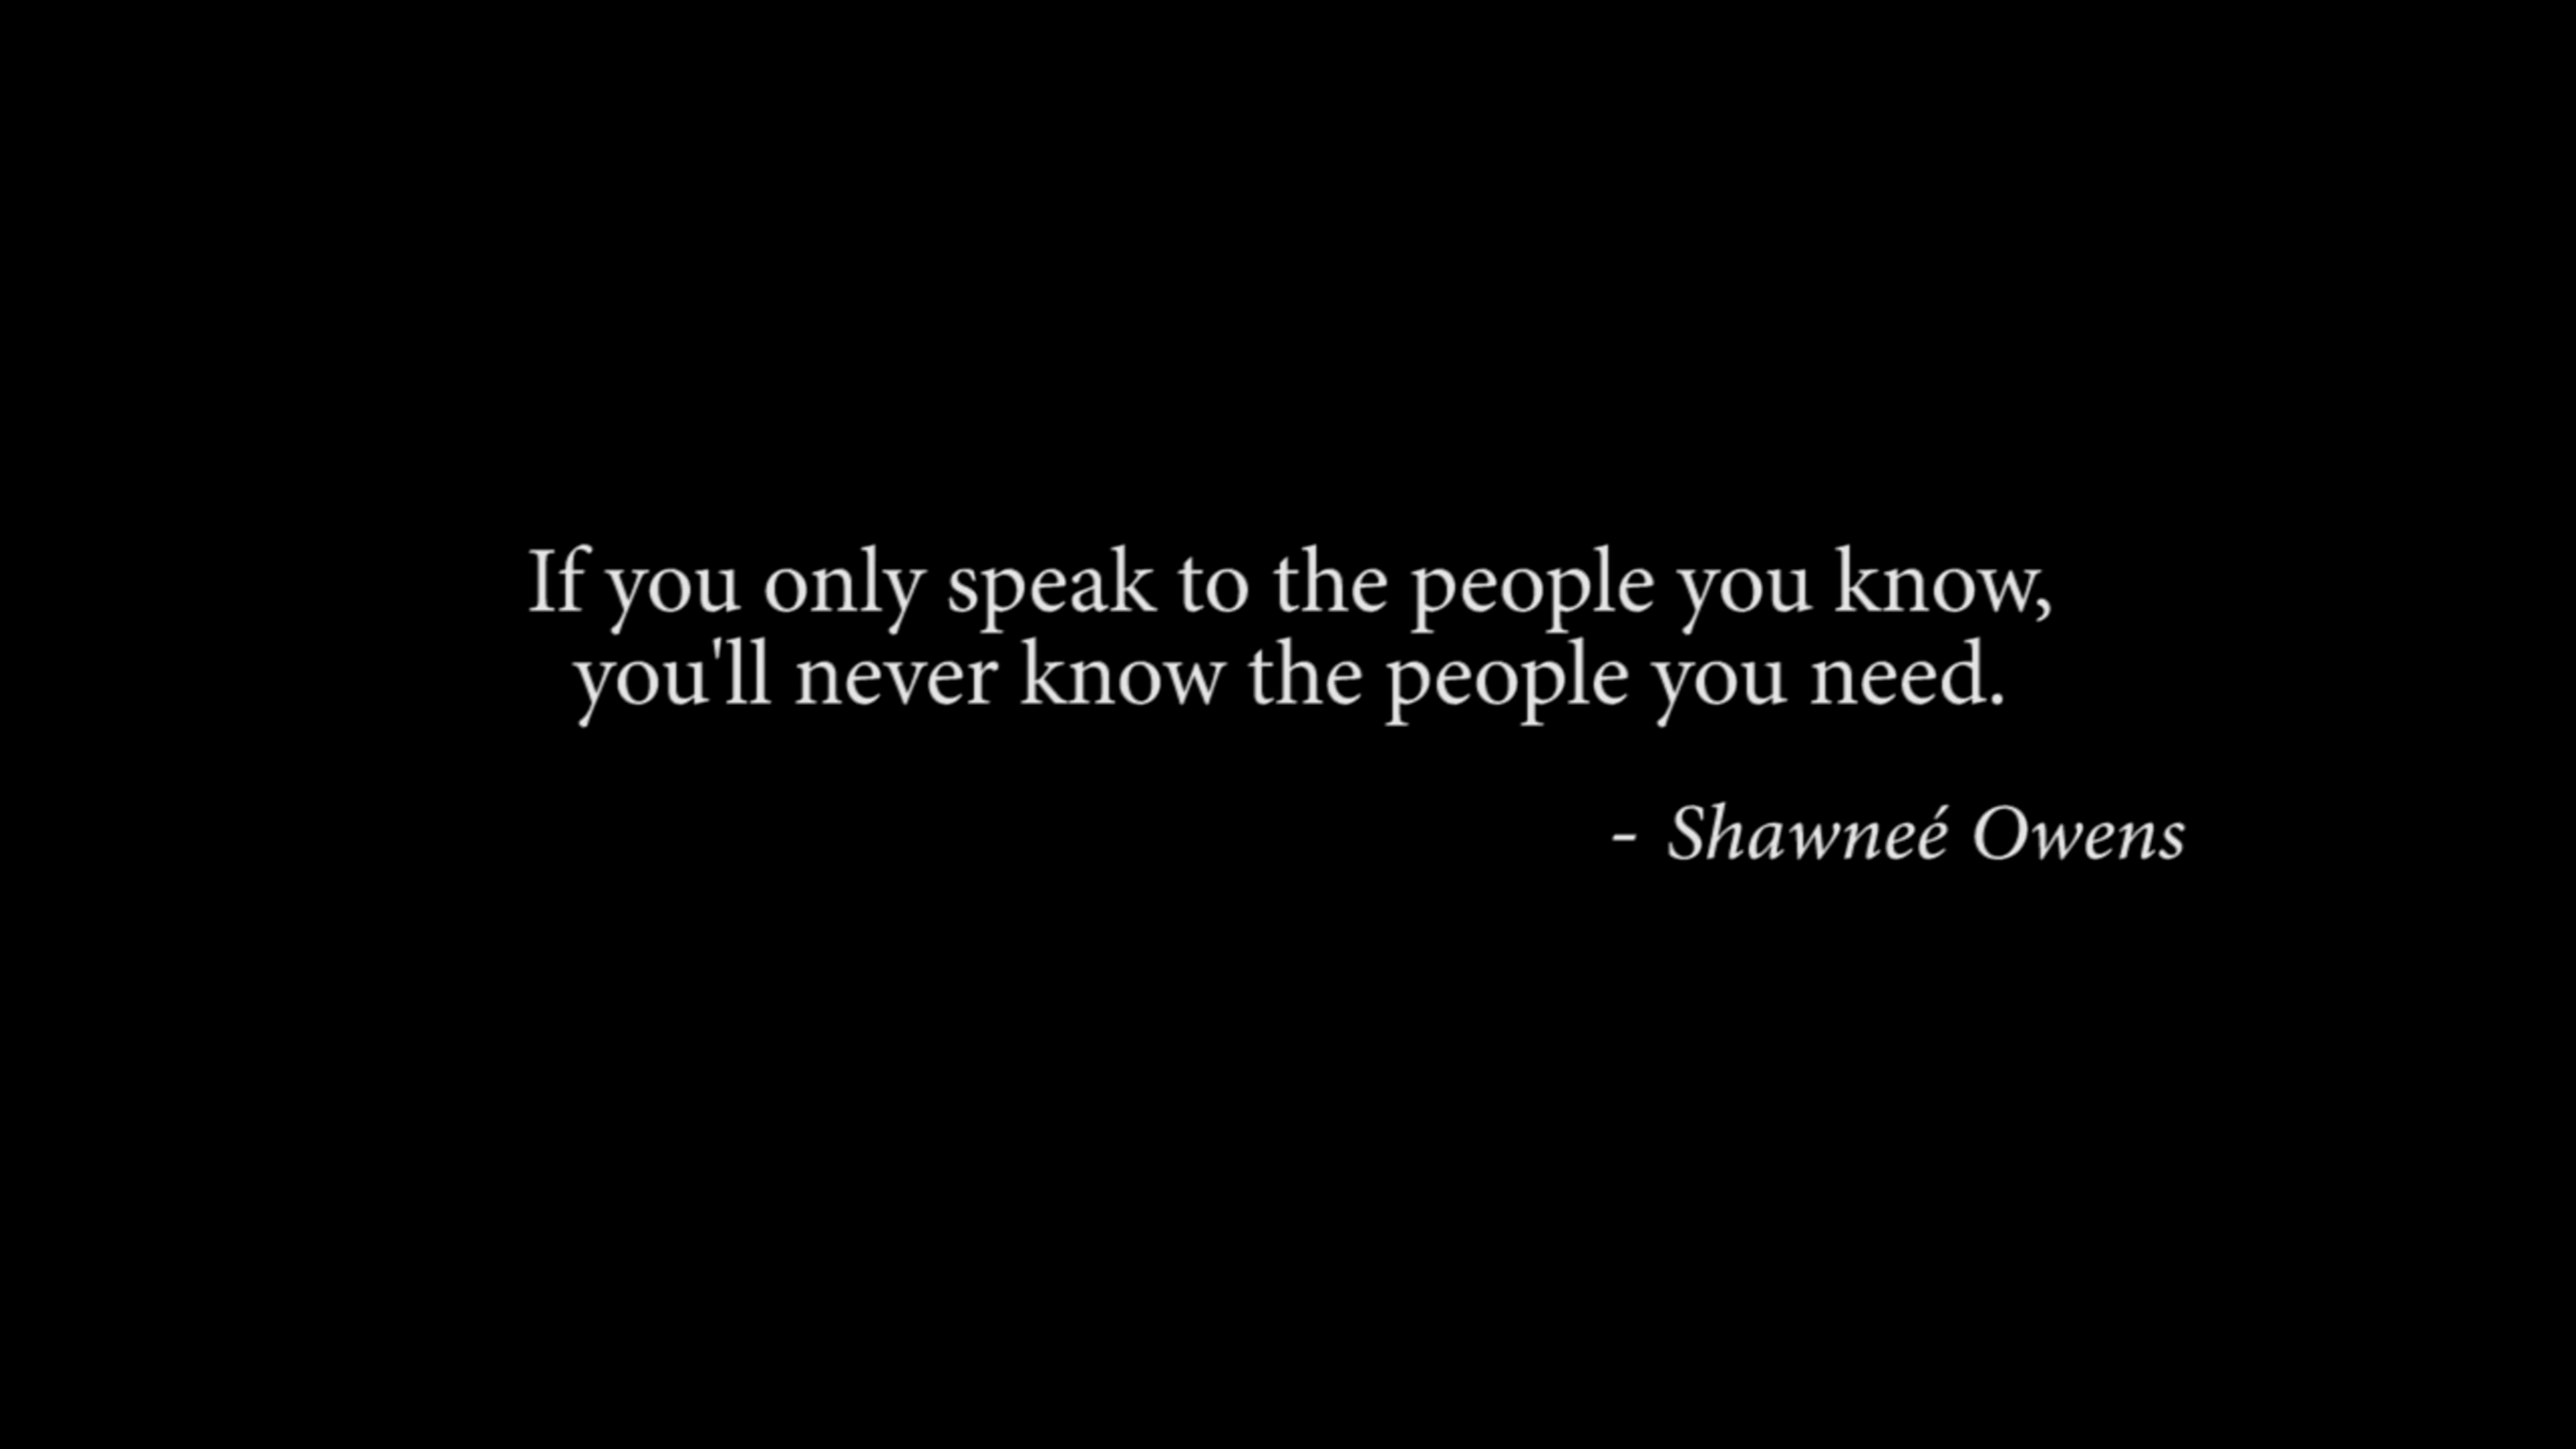 If you only speak to the people you know,
you'll never know the people you need.
- Shawneé Owens